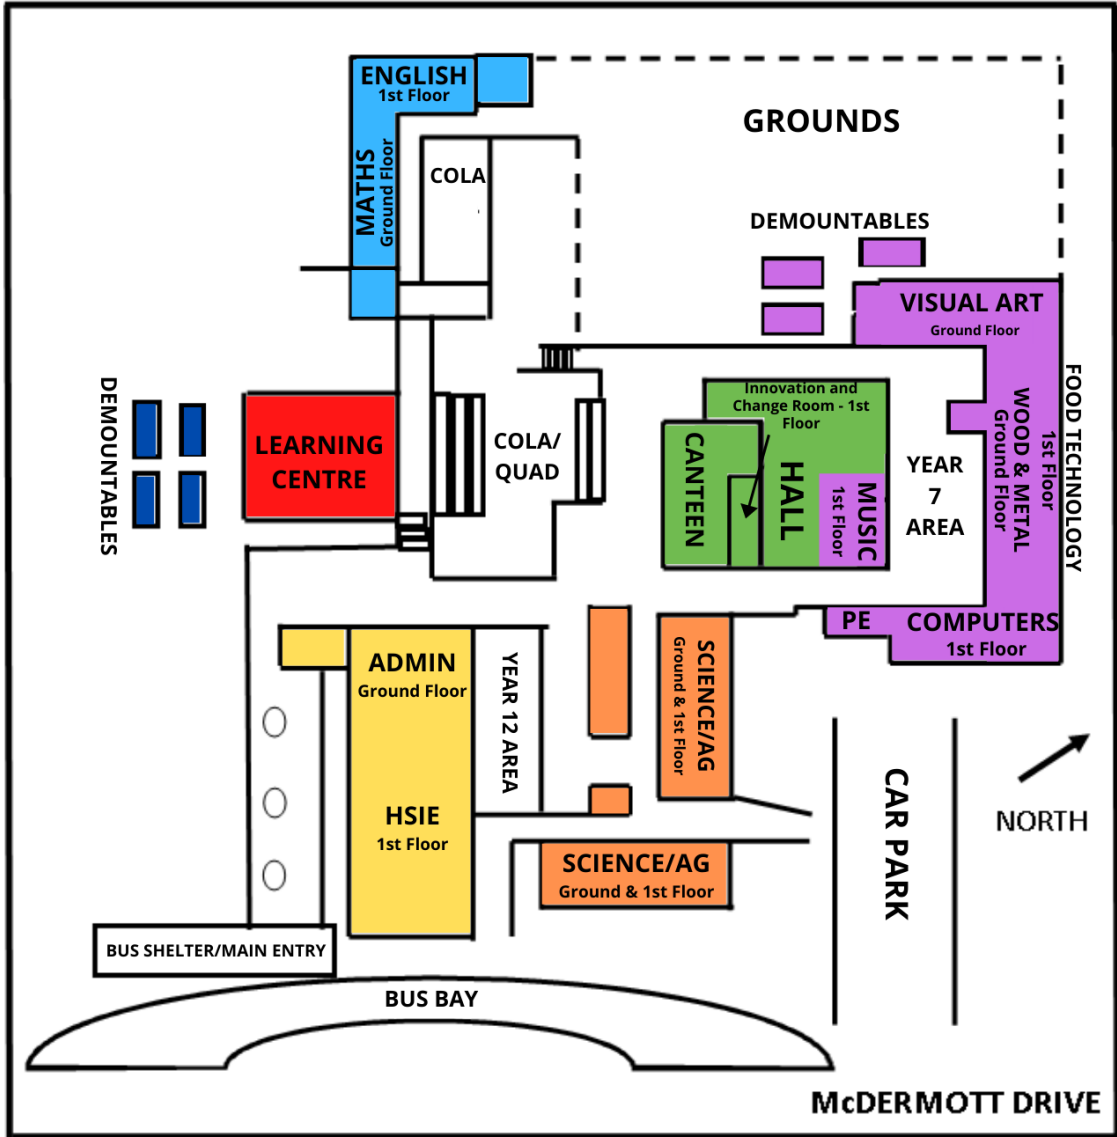 ENGLISH
1st Floor
GROUNDS
MATHS
Ground Floor
COLA
DEMOUNTABLES
VISUAL ART
Ground Floor
DEMOUNTABLES
LEARNING
CENTRE
COLA/
QUAD
Innovation and
Change Room - 1st
Floor
CANTEEN
HALL
MUSIC
1st Floor
YEAR
7
AREA
WOOD & METAL
Ground Floor
FOOD TECHNOLOGY
1st Floor
PE
COMPUTERS
1st Floor
ADMIN
Ground Floor
HSIE
1st Floor
YEAR 12 AREA
SCIENCE/AG
Ground & 1st Floor
SCIENCE/AG
Ground & 1st Floor
CAR PARK
NORTH
BUS SHELTER/MAIN ENTRY
BUS BAY
McDERMOTT DRIVE